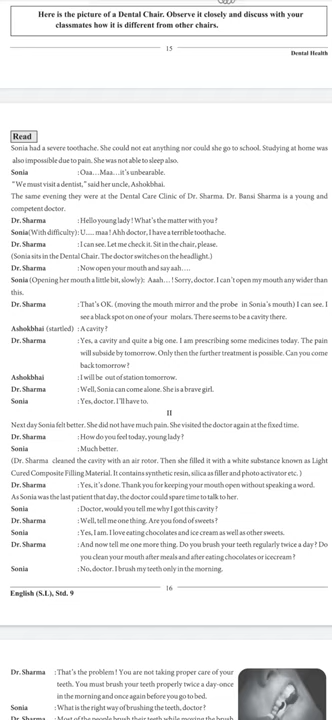 Here is the picture of a Dental Chair. Observe it closely and discuss with your
classmates how it is different from other chairs.
15
Dental Health
Read
Sonia had a severe toothache. She could not eat anything nor could she go to school. Studying at home was
also impossible due to pain. She was not able to sleep also.
Sonia : Oaa...Maa...it's unbearable.
"We must visit a dentist," said her uncle, Ashokbhai.
The same evening they were at the Dental Care Clinic of Dr. Sharma. Dr. Bansi Sharma is a young and
competent doctor.
Dr. Sharma : Hello young lady! What's the matter with you?
Sonia(With difficulty): U.... maa! Ahh doctor, I have a terrible toothache.
Dr. Sharma : I can see. Let me check it. Sit in the chair, please.
(Sonia sits in the Dental Chair. The doctor switches on the headlight.)
Dr. Sharma : Now open your mouth and say aah....
Sonia (Opening her mouth a little bit, slowly): Aaah...! Sorry, doctor. I can't open my mouth any wider than
this.
Dr. Sharma : That's OK. (moving the mouth mirror and the probe in Sonia's mouth) I can see. I
see a black spot on one of your molars. There seems to be a cavity there.
Ashokbhai (startled) : A cavity?
Dr. Sharma : Yes, a cavity and quite a big one. I am prescribing some medicines today. The pain
will subside by tomorrow. Only then the further treatment is possible. Can you come
back tomorrow?
Ashokbhai : I will be out of station tomorrow.
Dr. Sharma : Well, Sonia can come alone. She is a brave girl.
Sonia : Yes, doctor. I'll have to.
II
Next day Sonia felt better. She did not have much pain. She visited the doctor again at the fixed time.
Dr. Sharma : How do you feel today, young lady?
Sonia : Much better.
(Dr. Sharma cleaned the cavity with an air rotor. Then she filled it with a white substance known as Light
Cured Composite Filling Material. It contains synthetic resin, silica as filler and photo activator etc. )
Dr. Sharma : Yes, it's done. Thank you for keeping your mouth open without speaking a word.
As Sonia was the last patient that day, the doctor could spare time to talk to her.
Sonia : Doctor, would you tell me why I got this cavity?
Dr. Sharma : Well, tell me one thing. Are you fond of sweets?
Sonia : Yes, I am. I love eating chocolates and ice cream as well as other sweets.
Dr. Sharma : And now tell me one more thing. Do you brush your teeth regularly twice a day? Do
you clean your mouth after meals and after eating chocolates or icecream?
Sonia : No, doctor. I brush my teeth only in the morning.
16
English (S.L), Std. 9
Dr. Sharma : That's the problem! You are not taking proper care of your
teeth. You must brush your teeth properly twice a day-once
in the morning and once again before you go to bed.
Sonia : What is the right way of brushing the teeth, doctor?
Dr. Sharma : Most of the people brush their teeth while moving the brush